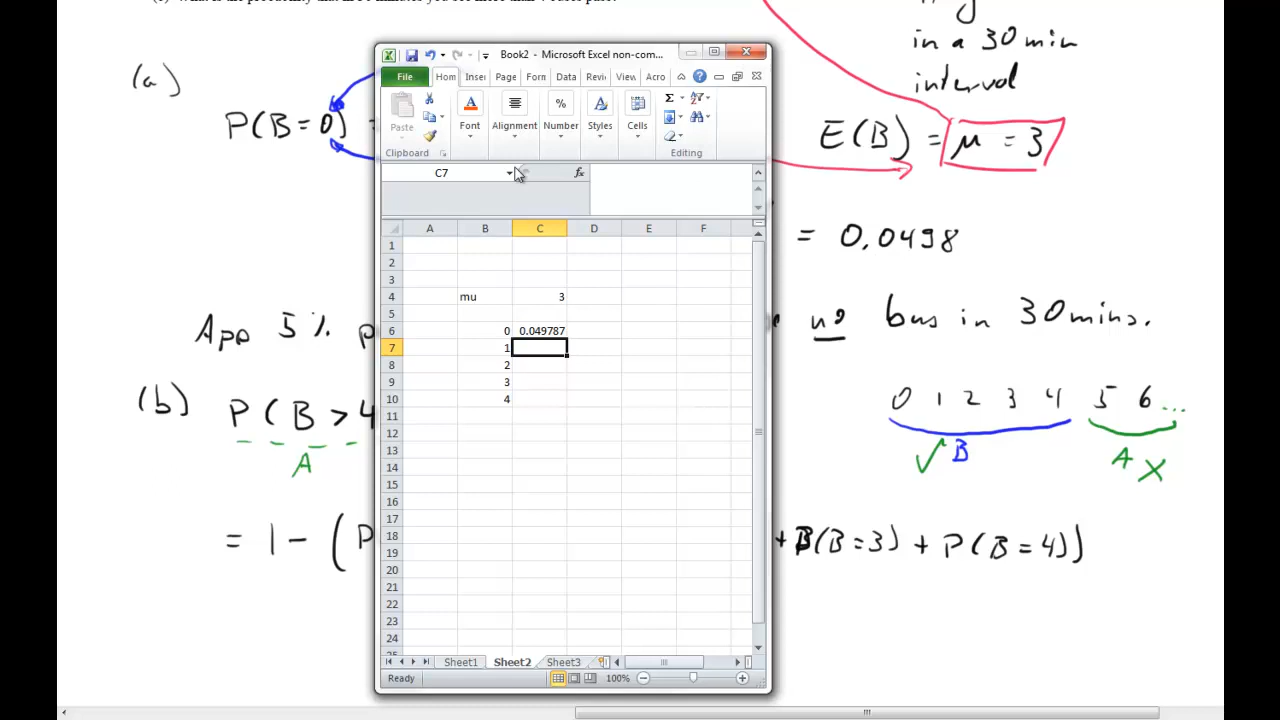 in a 30 min
(a)
interval
P(B=0) =
E(B) = μ = 3
= 0.0498
App 5%
no bus in 30 mins.
(b)
P(B>4
0 1 2 3 4 5 6 ...
A
✓ B
A X
= 1 - (P
+ B(B=3) + P(B=4))
Book2 - Microsoft Excel non-com...
File Hom Inser Page Form Data Revi View Acro
Paste Font Alignment Number Styles Cells
Clipboard Editing
C7 fx
A B C D E F
1
2
3
4 mu 3
5
6 0 0.049787
7 1
8 2
9 3
10 4
11
12
13
14
15
16
17
18
19
20
21
22
23
24
Sheet1 Sheet2 Sheet3
Ready 100%